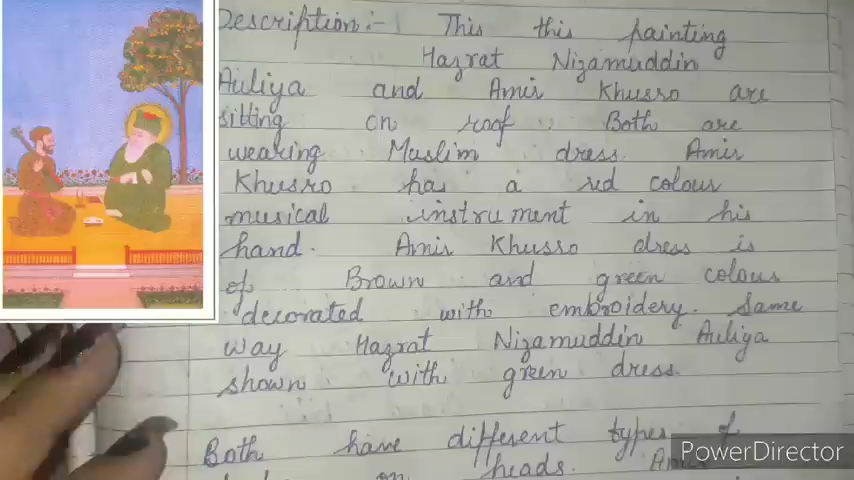 Description:- This this painting
Hazrat Nizamuddin
Auliya and Amir Khusro are
sitting on roof. Both are
wearing Muslim dress. Amir
Khusro has a red colour
musical instrument in his
hand. Amir Khusso dress is
of Brown and green colour
decorated with embroidery. Same
way Hazrat Nizamuddin Auliya
shown with green dress.
Both have different types of
on heads.
PowerDirector